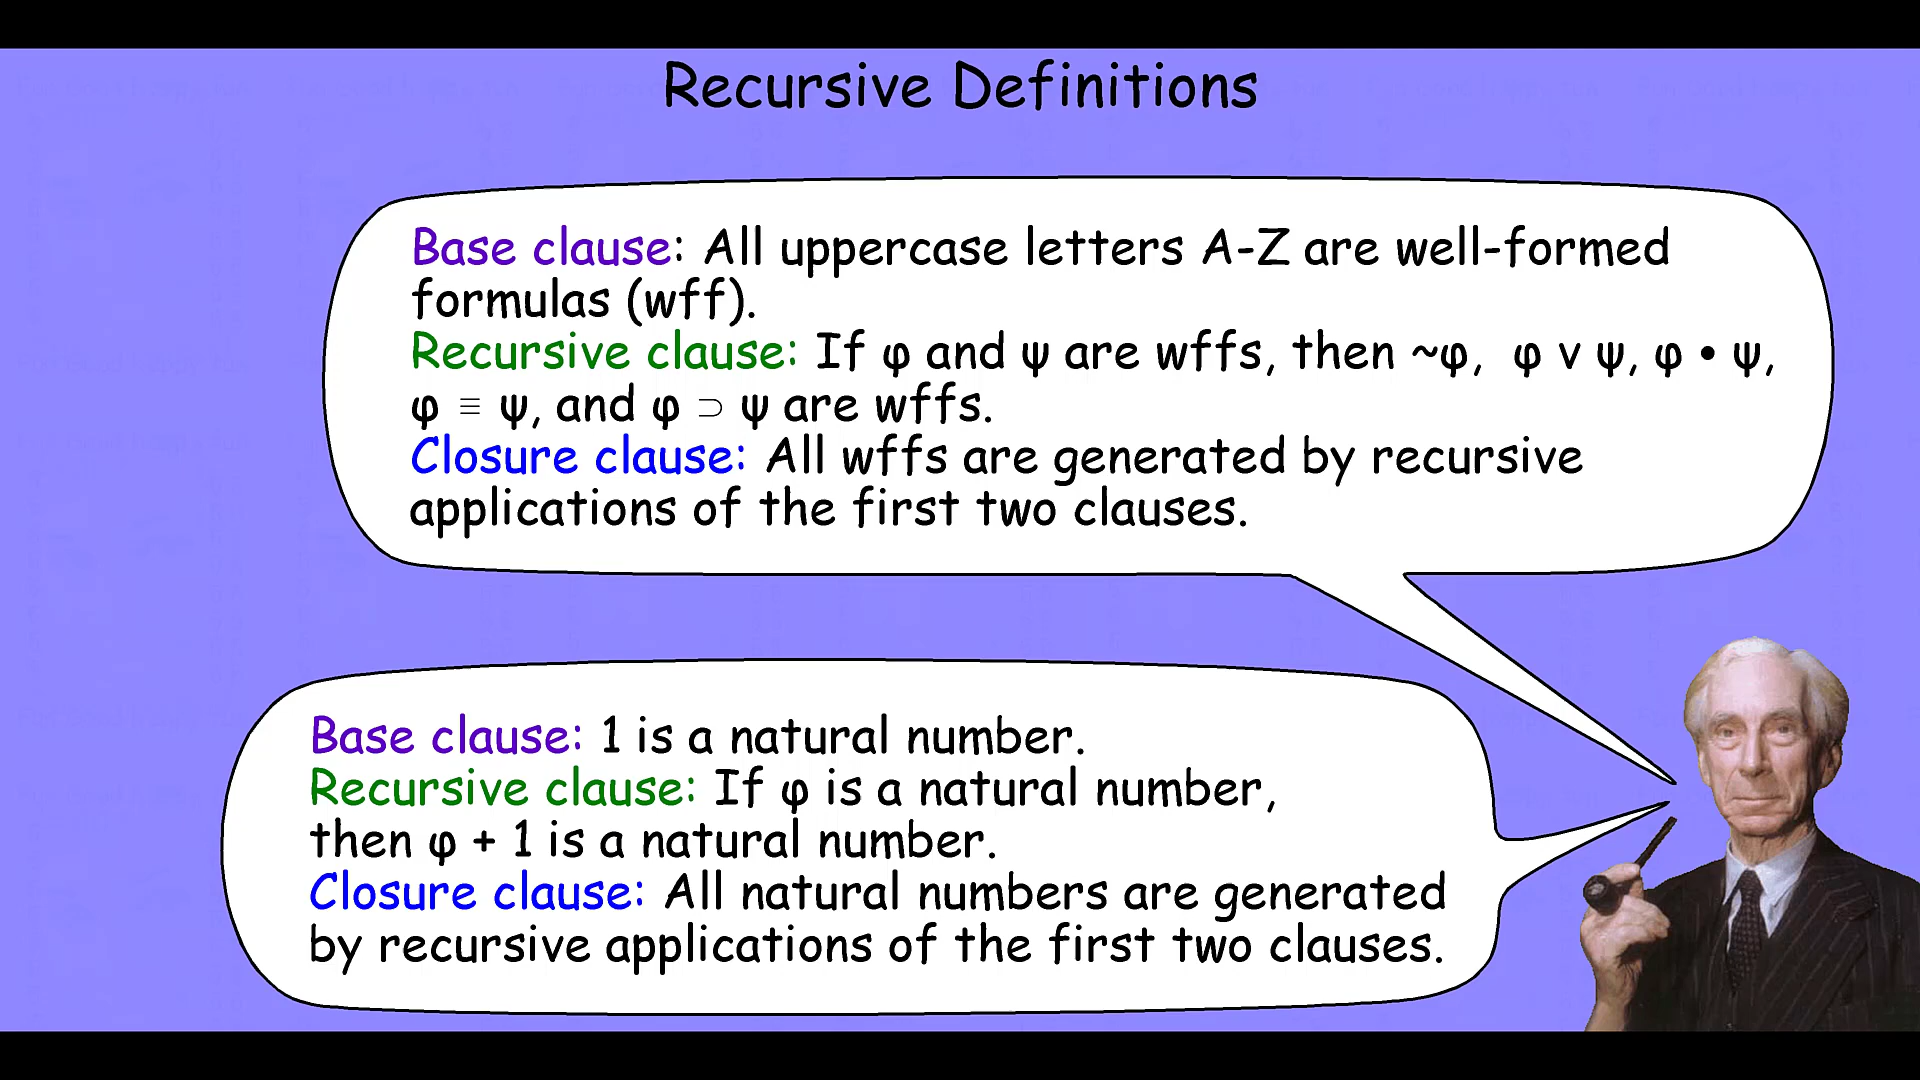 Recursive Definitions
Base clause: All uppercase letters A-Z are well-formed
formulas (wff).
Recursive clause: If φ and ψ are wffs, then ~φ, φ v ψ, φ • ψ,
φ ≡ ψ, and φ ⊃ ψ are wffs.
Closure clause: All wffs are generated by recursive
applications of the first two clauses.
Base clause: 1 is a natural number.
Recursive clause: If φ is a natural number,
then φ + 1 is a natural number.
Closure clause: All natural numbers are generated
by recursive applications of the first two clauses.